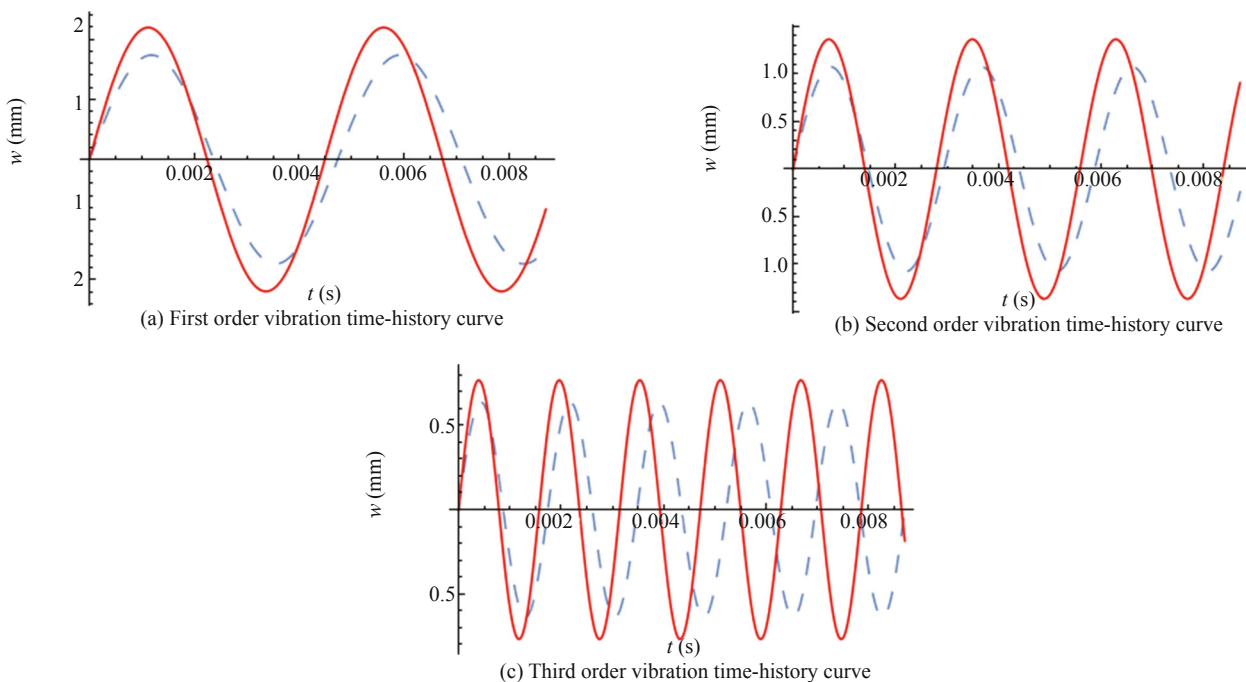 2
1
w (mm)
0.002
0.004
0.006
0.008
1
2
t (s)
(a) First order vibration time-history curve
1.0
0.5
w (mm)
0.002
0.004
0.006
0.008
0.5
1.0
t (s)
(b) Second order vibration time-history curve
0.5
w (mm)
0.002
0.004
0.006
0.008
0.5
t (s)
(c) Third order vibration time-history curve